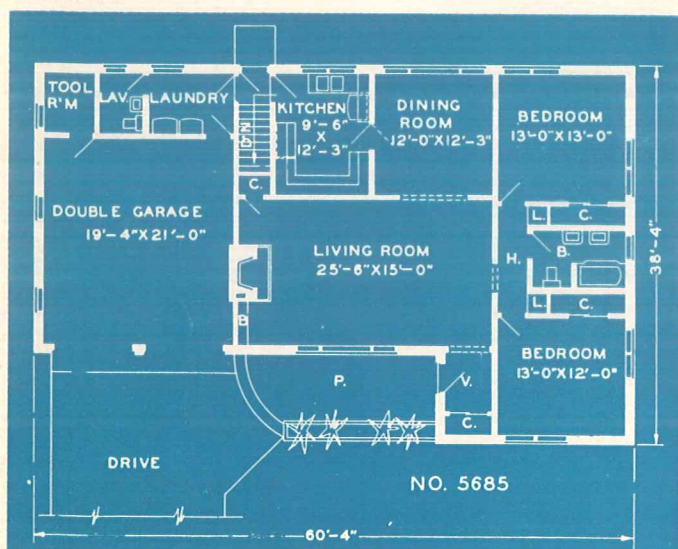 TOOL
R'M
LAV.
LAUNDRY
D'N
KITCHEN
9'-6"
X
12'-3"
DINING
ROOM
12'-0"X12'-3"
BEDROOM
13'-0"X13'-0"
C.
L.
C.
DOUBLE GARAGE
19'-4"X21'-0"
LIVING ROOM
25'-6"X15'-0"
H.
B.
38'-4"
L.
C.
B
BEDROOM
13'-0"X12'-0"
P.
V.
C.
DRIVE
NO. 5685
60'-4"